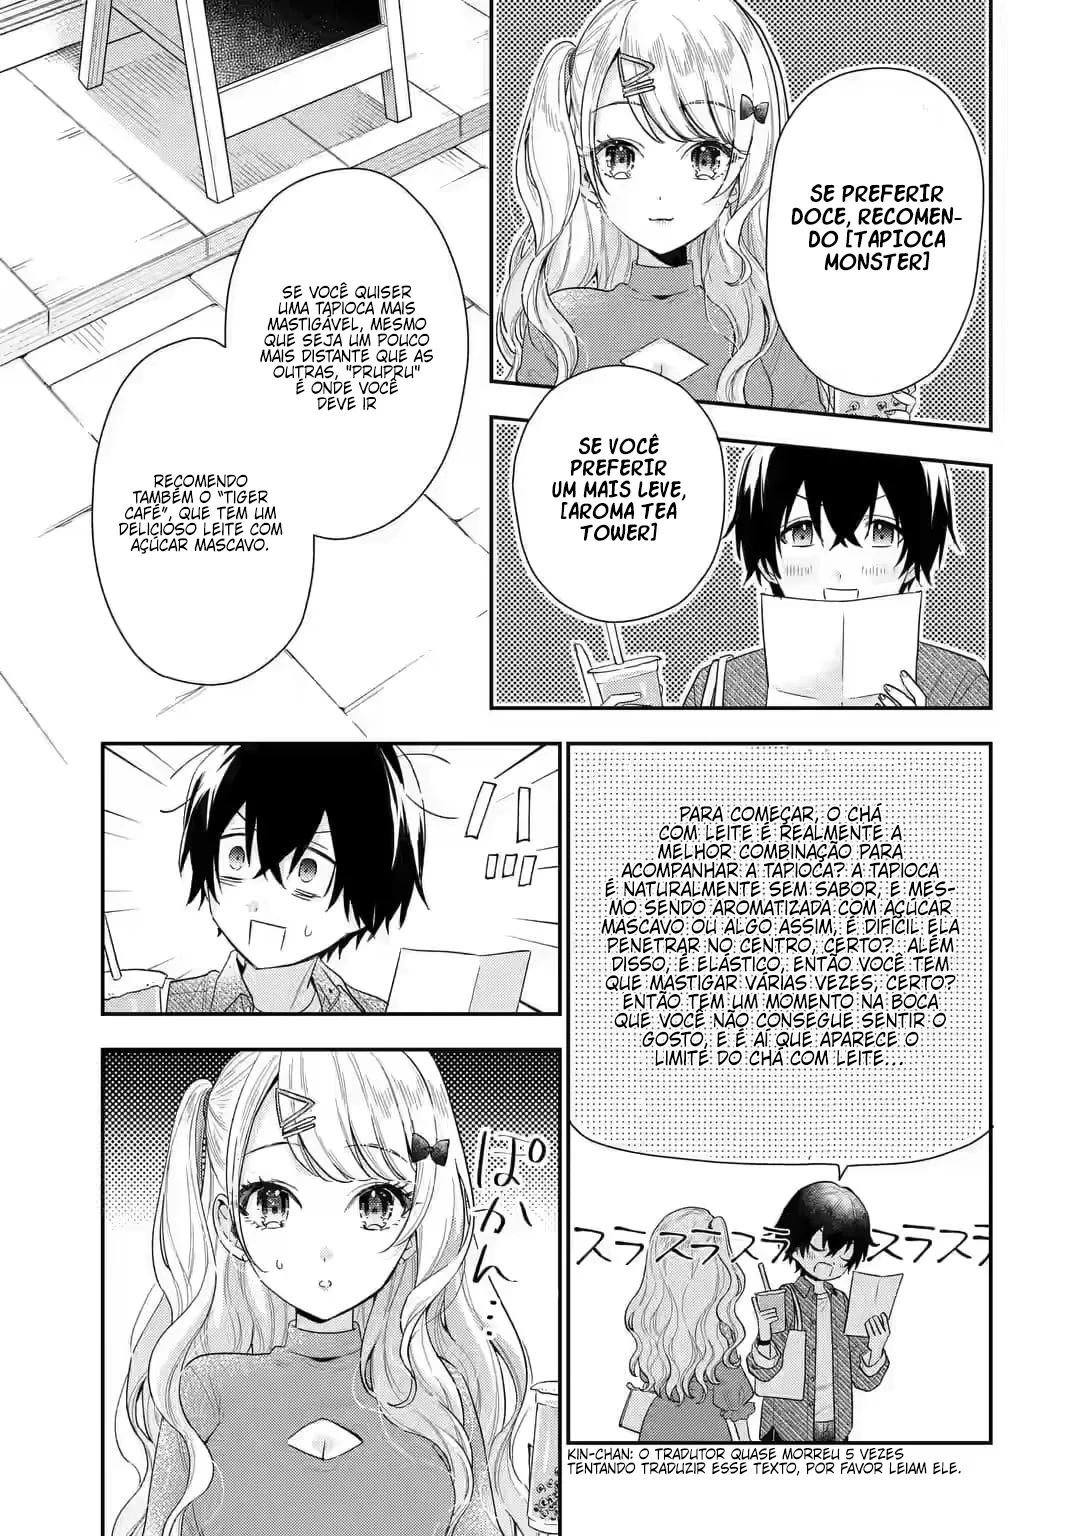 SE PREFERIR
DOCE, RECOMEN-
DO [TAPIOCA
MONSTER]
SE VOCÊ
PREFERIR
UM MAIS LEVE,
[AROMA TEA
TOWER]
SE VOCÊ QUISER
UMA TAPIOCA MAIS
MASTIGÁVEL, MESMO
QUE SEJA UM POUCO
MAIS DISTANTE QUE AS
OUTRAS, "PRUPRU"
É ONDE VOCÊ
DEVE IR
RECOMENDO
TAMBÉM O "TIGER
CAFÉ", QUE TEM UM
DELICIOSO LEITE COM
AÇÚCAR MASCAVO.
PARA COMEÇAR, O CHÁ
COM LEITE É REALMENTE A
MELHOR COMBINAÇÃO PARA
ACOMPANHAR A TAPIOCA? A TAPIOCA
É NATURALMENTE SEM SABOR, E MES-
MO SENDO AROMATIZADA COM AÇÚCAR
MASCAVO OU ALGO ASSIM, É DIFÍCIL ELA
PENETRAR NO CENTRO, CERTO? ALÉM
DISSO, É ELÁSTICO, ENTÃO VOCÊ TEM
QUE MASTIGAR VÁRIAS VEZES, CERTO?
ENTÃO TEM UM MOMENTO NA BOCA
QUE VOCÊ NÃO CONSEGUE SENTIR O
GOSTO, E É AÍ QUE APARECE O
LIMITE DO CHÁ COM LEITE...
スラスラスラ スラスラ
KIN-CHAN: O TRADUTOR QUASE MORREU 5 VEZES
TENTANDO TRADUZIR ESSE TEXTO, POR FAVOR LEIAM ELE.
ぽかん…